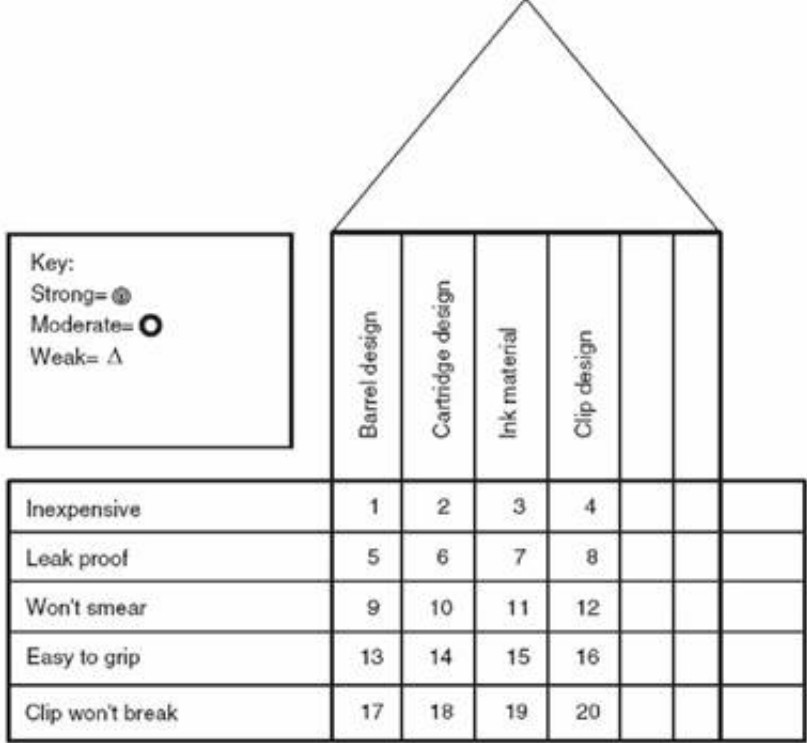 Key:
Strong= ◎
Moderate= O
Weak= Δ
Barrel design
Cartridge design
Ink material
Clip design
Inexpensive 1 2 3 4
Leak proof 5 6 7 8
Won't smear 9 10 11 12
Easy to grip 13 14 15 16
Clip won't break 17 18 19 20